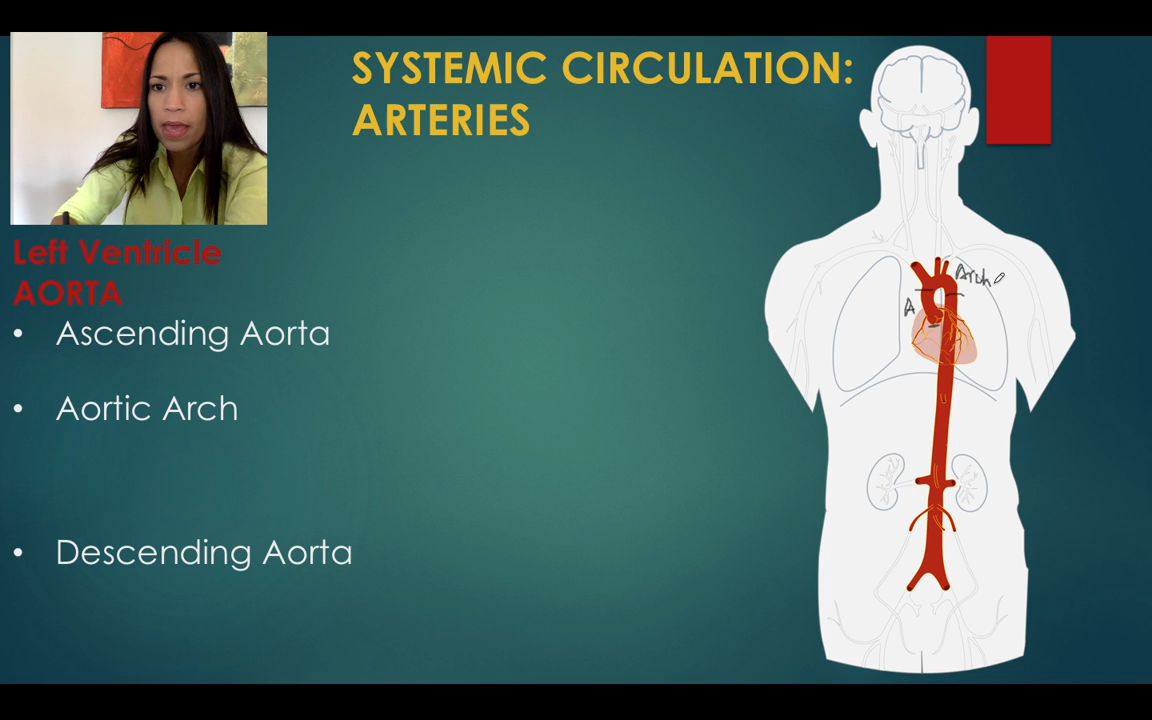 SYSTEMIC CIRCULATION:
ARTERIES
Left Ventricle
AORTA
• Ascending Aorta
• Aortic Arch
• Descending Aorta
Arch
A